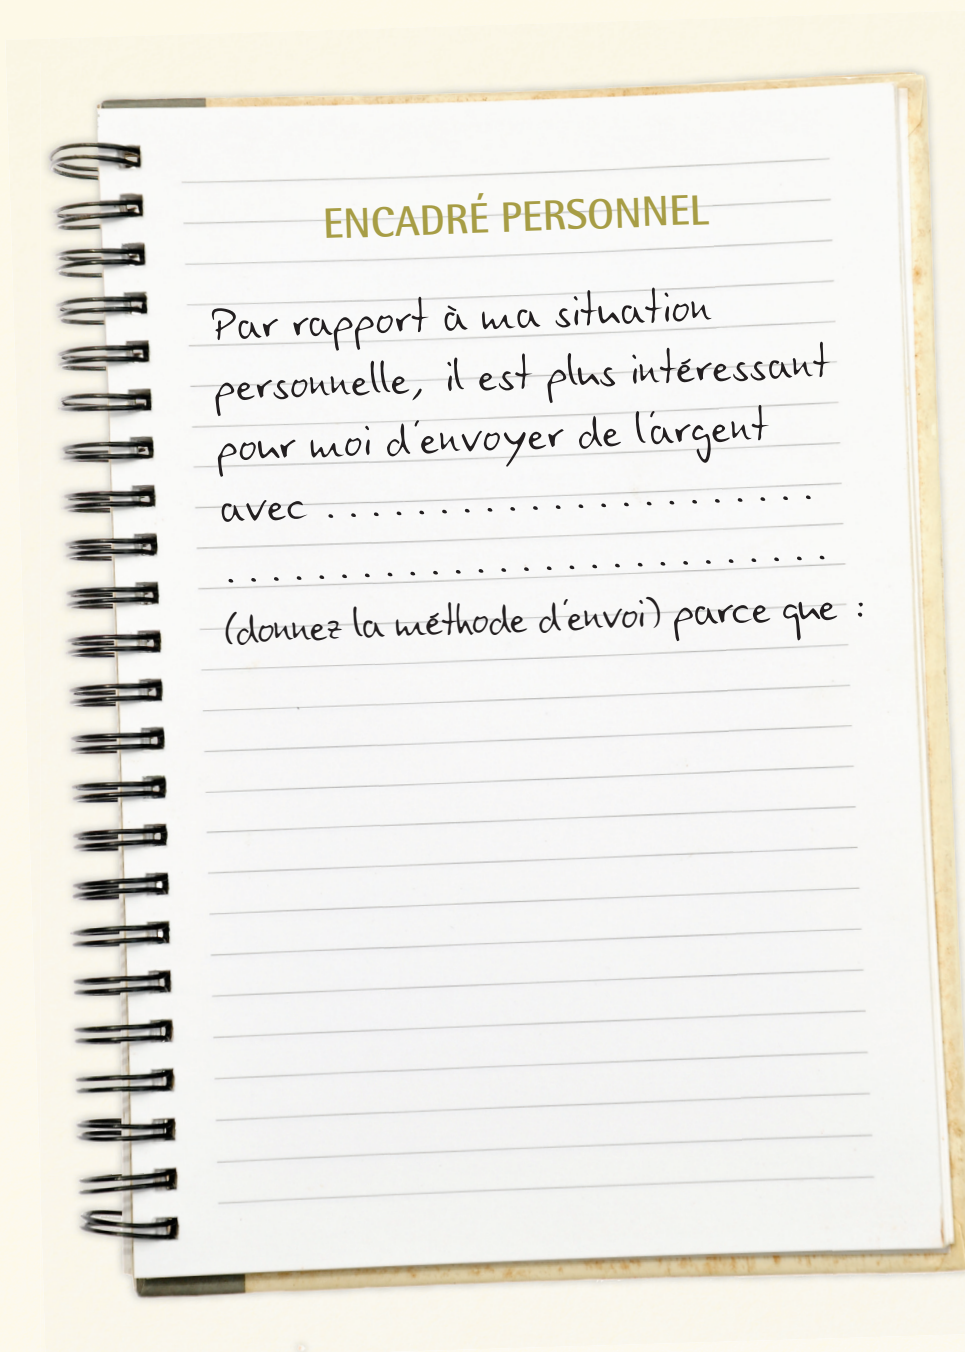 ENCADRÉ PERSONNEL
Par rapport à ma situation
personnelle, il est plus intéressant
pour moi d'envoyer de l'argent
avec ......................
...........................
(donnez la méthode d'envoi) parce que :